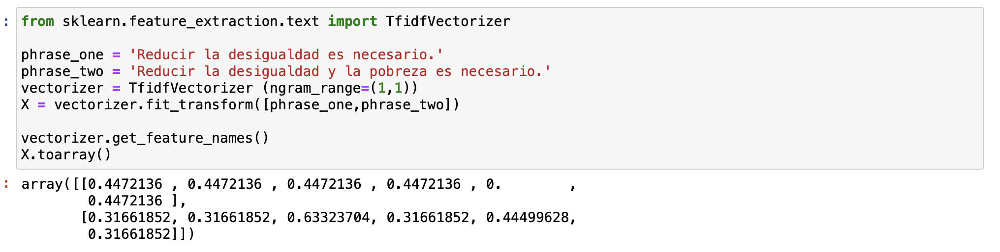 : from sklearn.feature_extraction.text import TfidfVectorizer
phrase_one = 'Reducir la desigualdad es necesario.'
phrase_two = 'Reducir la desigualdad y la pobreza es necesario.'
vectorizer = TfidfVectorizer (ngram_range=(1,1))
X = vectorizer.fit_transform([phrase_one,phrase_two])
vectorizer.get_feature_names()
X.toarray()
: array([[0.4472136 , 0.4472136 , 0.4472136 , 0.4472136 , 0.        ,
0.4472136 ],
[0.31661852, 0.31661852, 0.63323704, 0.31661852, 0.44499628,
0.31661852]])